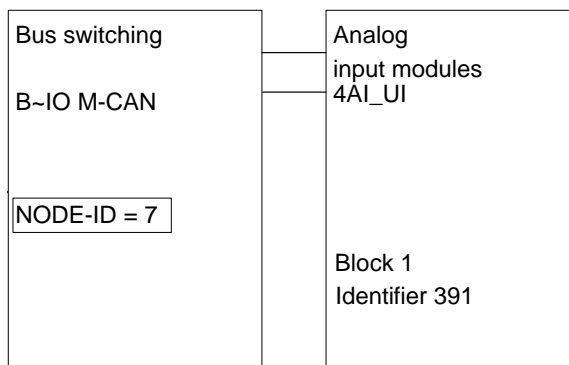 Bus switching
B~IO M-CAN
NODE-ID = 7
Analog
input modules
4AI_UI
Block 1
Identifier 391